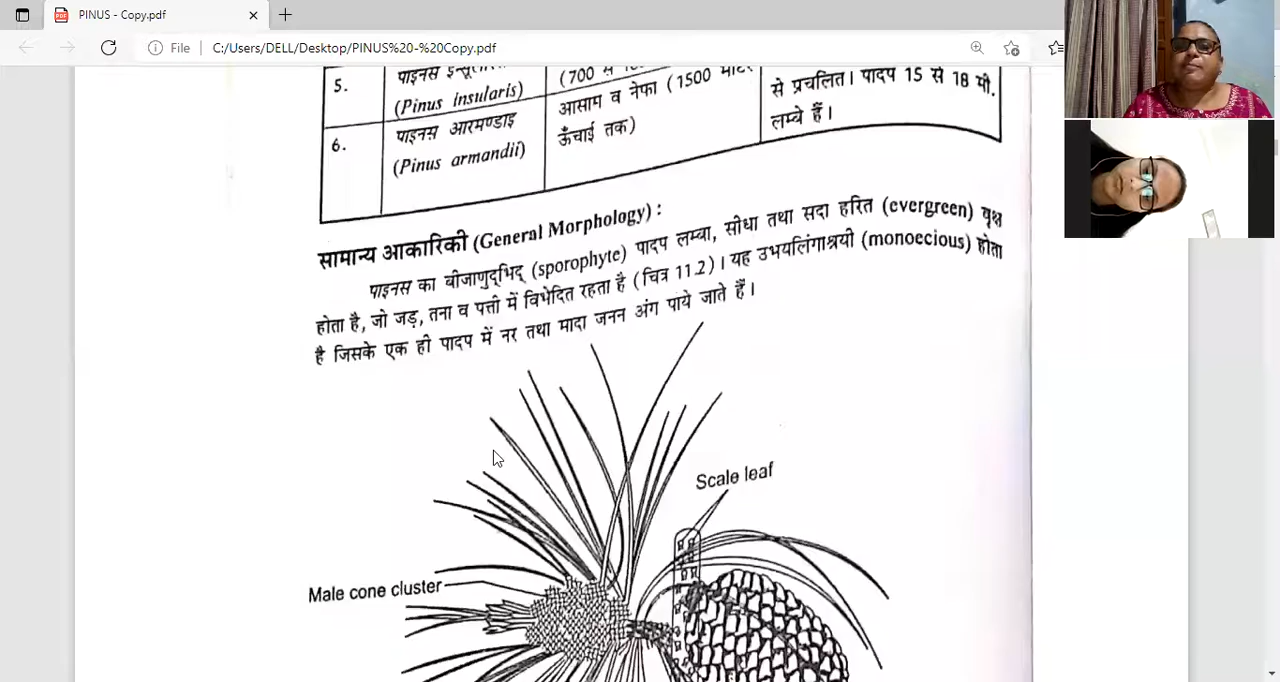 PINUS - Copy.pdf
File
C:/Users/DELL/Desktop/PINUS%20-%20Copy.pdf
5.
पाइनस
(Pinus insularis)
(700 से
6.
पाइनस आरमण्डाइ
(Pinus armandii)
आसाम व नेफा (1500 मीटर
ऊँचाई तक)
से प्रचलित। पादप 15 से 18 मी.
लम्बे हैं।
सामान्य आकारिकी (General Morphology) :
पाइनस का बीजाणुद्भिद् (sporophyte) पादप लम्बा, सीधा तथा सदा हरित (evergreen) वृक्ष
होता है, जो जड़, तना व पत्ती में विभेदित रहता है (चित्र 11.2)। यह उभयलिंगाश्रयी (monoecious) होता
है जिसके एक ही पादप में नर तथा मादा जनन अंग पाये जाते हैं।
Scale leaf
Male cone cluster